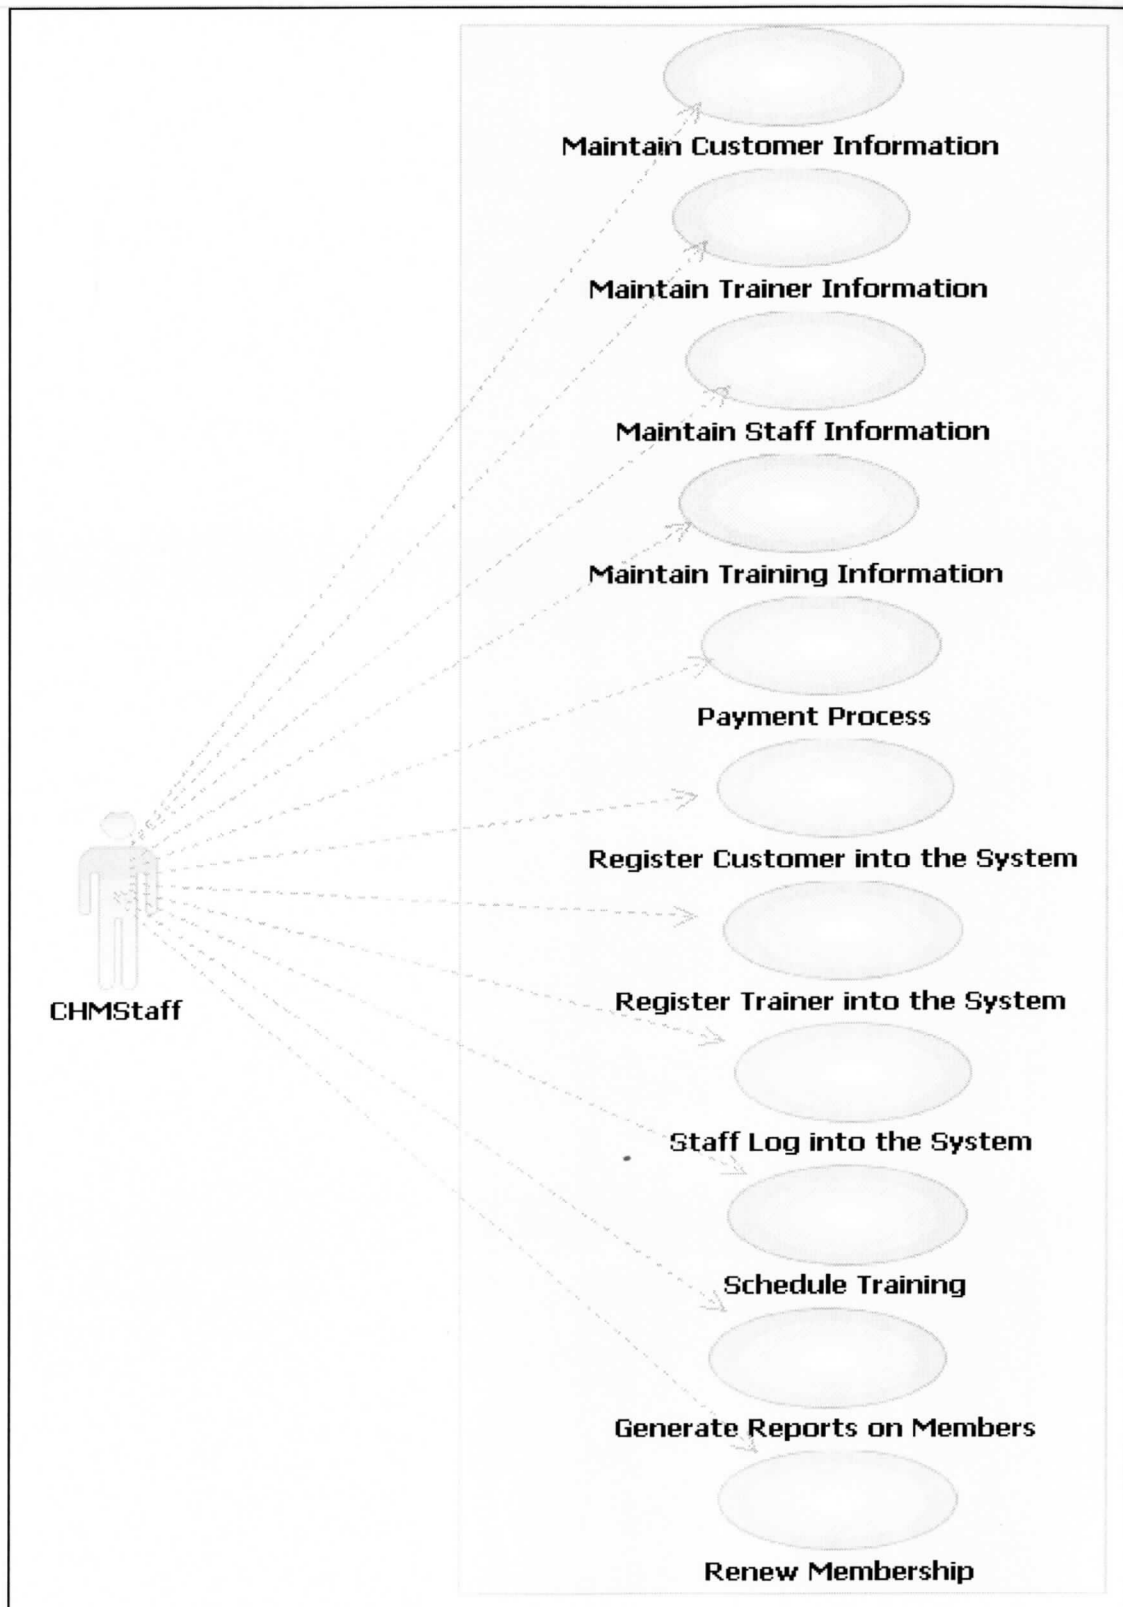 Maintain Customer Information
Maintain Trainer Information
Maintain Staff Information
Maintain Training Information
Payment Process
Register Customer into the System
CHMStaff
Register Trainer into the System
Staff Log into the System
Schedule Training
Generate Reports on Members
Renew Membership